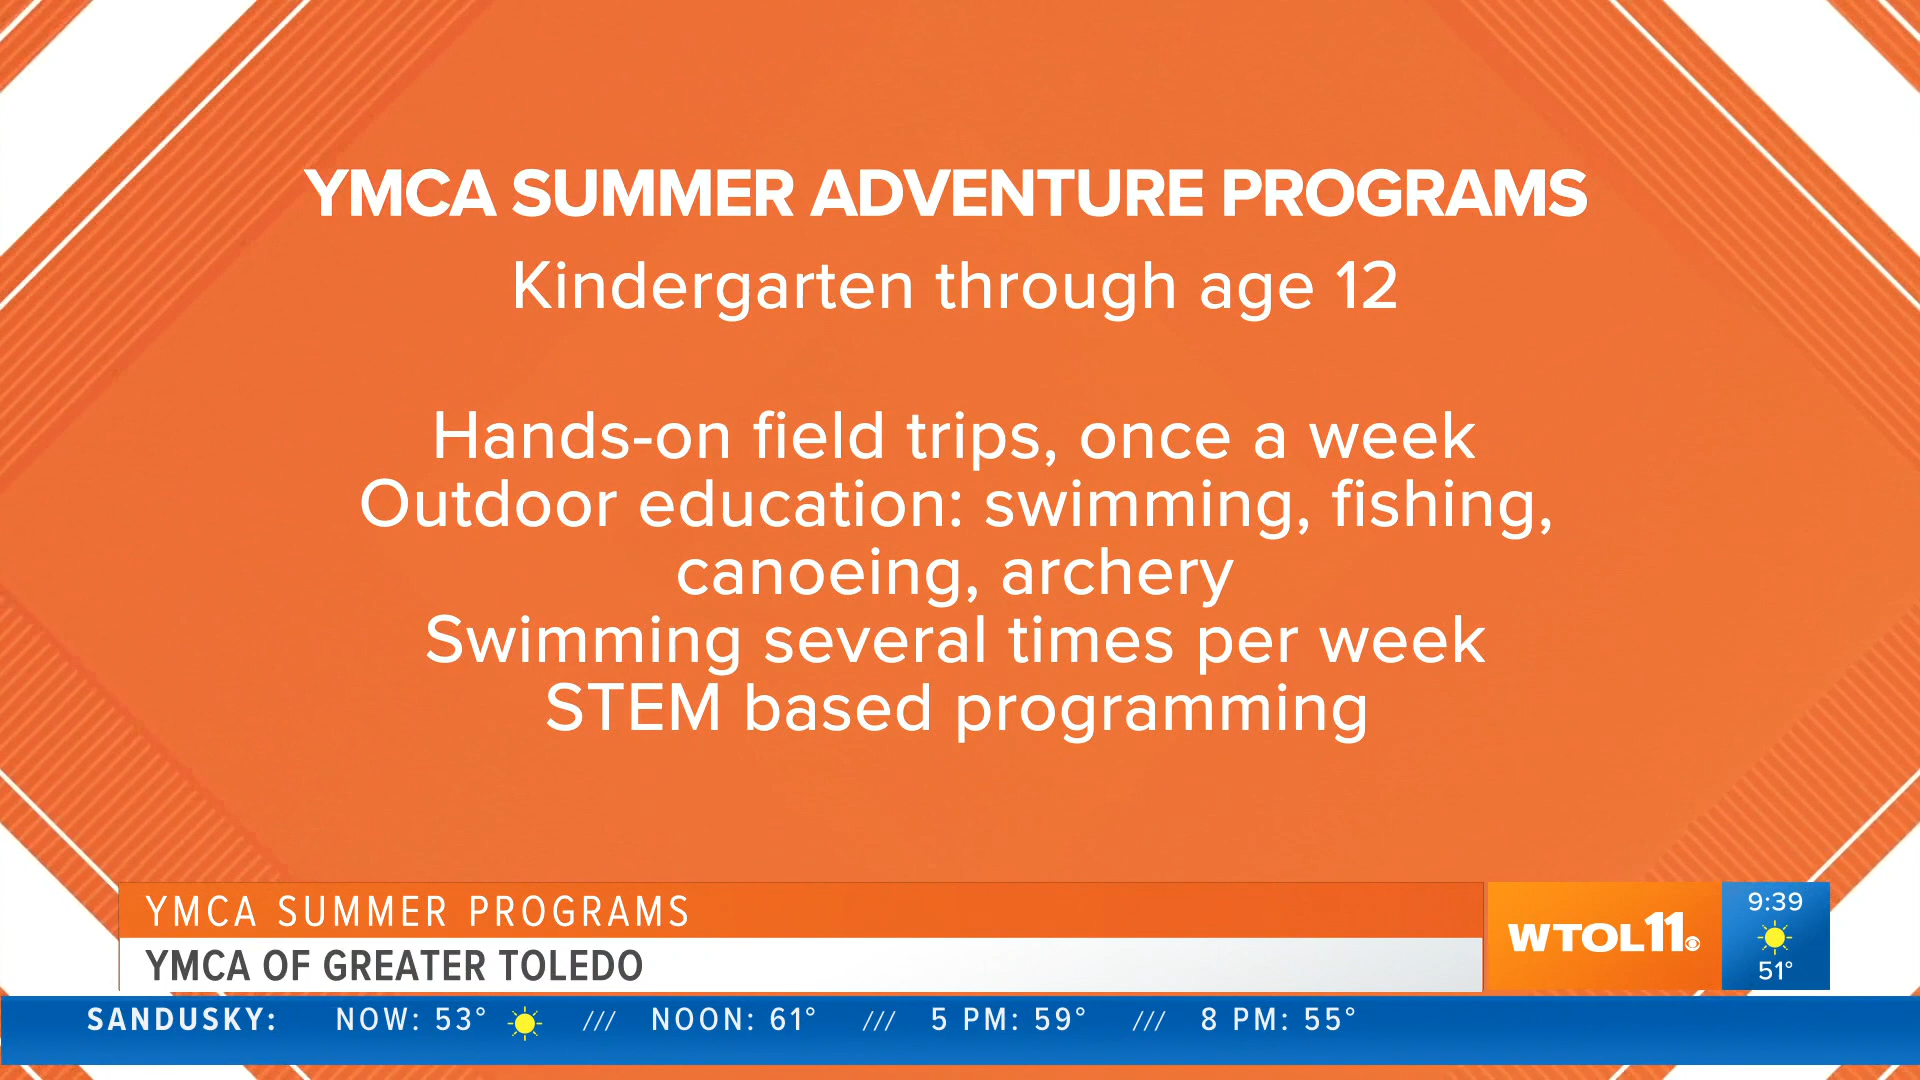 YMCA SUMMER ADVENTURE PROGRAMS
Kindergarten through age 12
Hands-on field trips, once a week
Outdoor education: swimming, fishing,
canoeing, archery
Swimming several times per week
STEM based programming
YMCA SUMMER PROGRAMS
YMCA OF GREATER TOLEDO
WTOL11
9:39
51°
SANDUSKY: NOW: 53° /// NOON: 61° /// 5 PM: 59° /// 8 PM: 55°